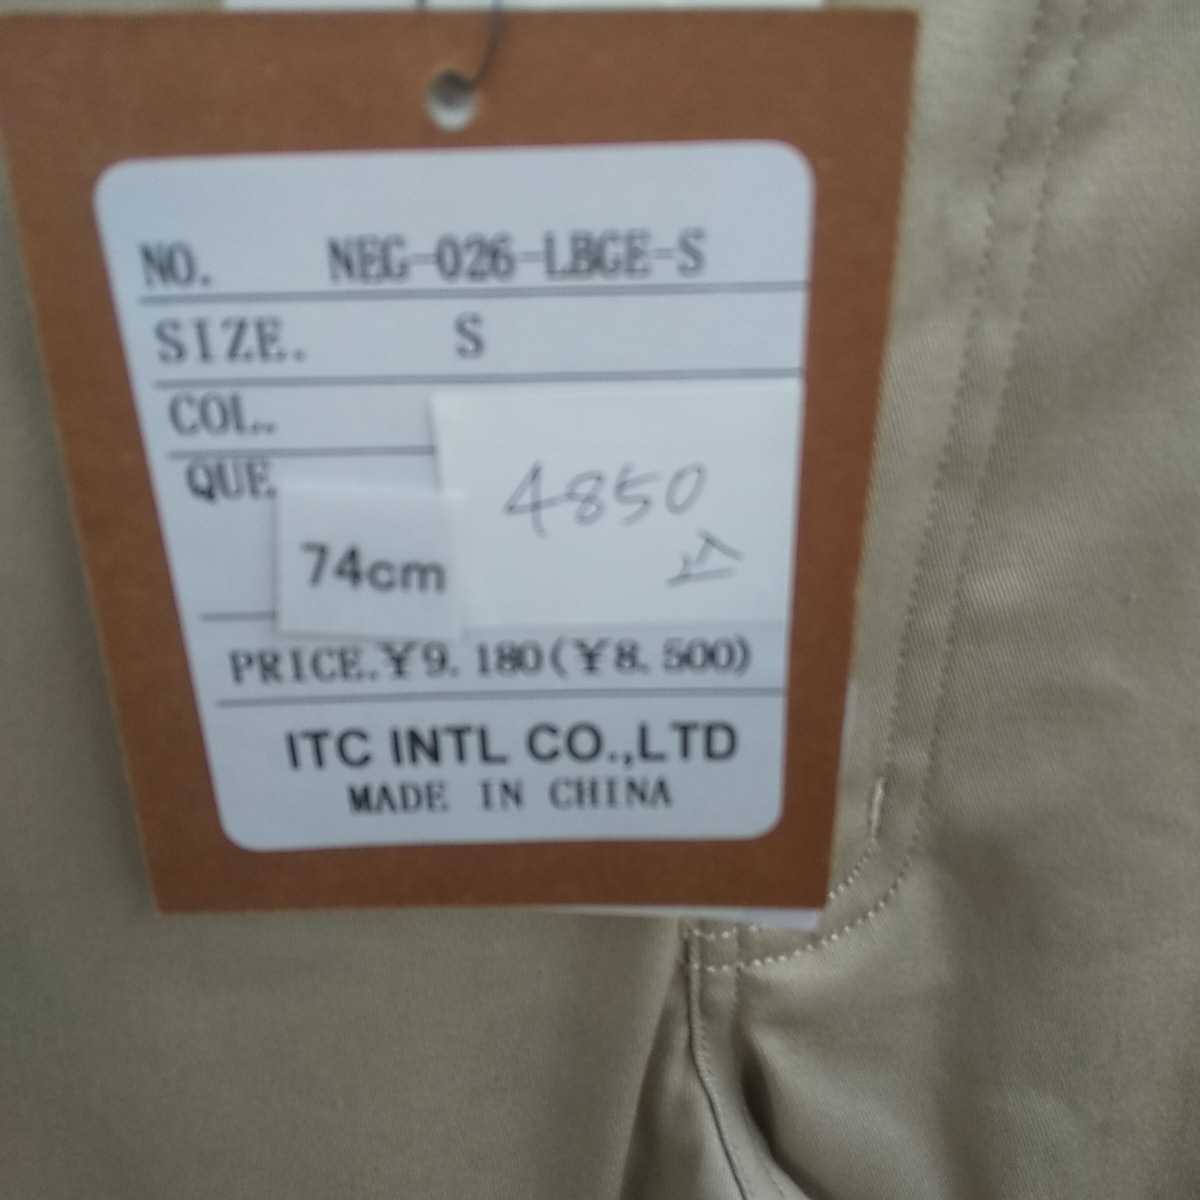 NO. NEG-026-LBGE-S
SIZE. S
COL.
QUE
4850
込
74cm
PRICE.¥9.180(¥8.500)
ITC INTL CO.,LTD
MADE IN CHINA